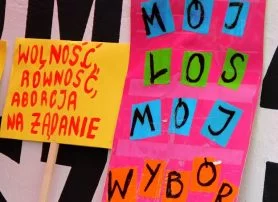 WOLNOŚĆ,
RÓWNOŚĆ,
ABORCJA
NA ŻĄDANIE
MÓJ
LOS
MÓJ
WYBÓR